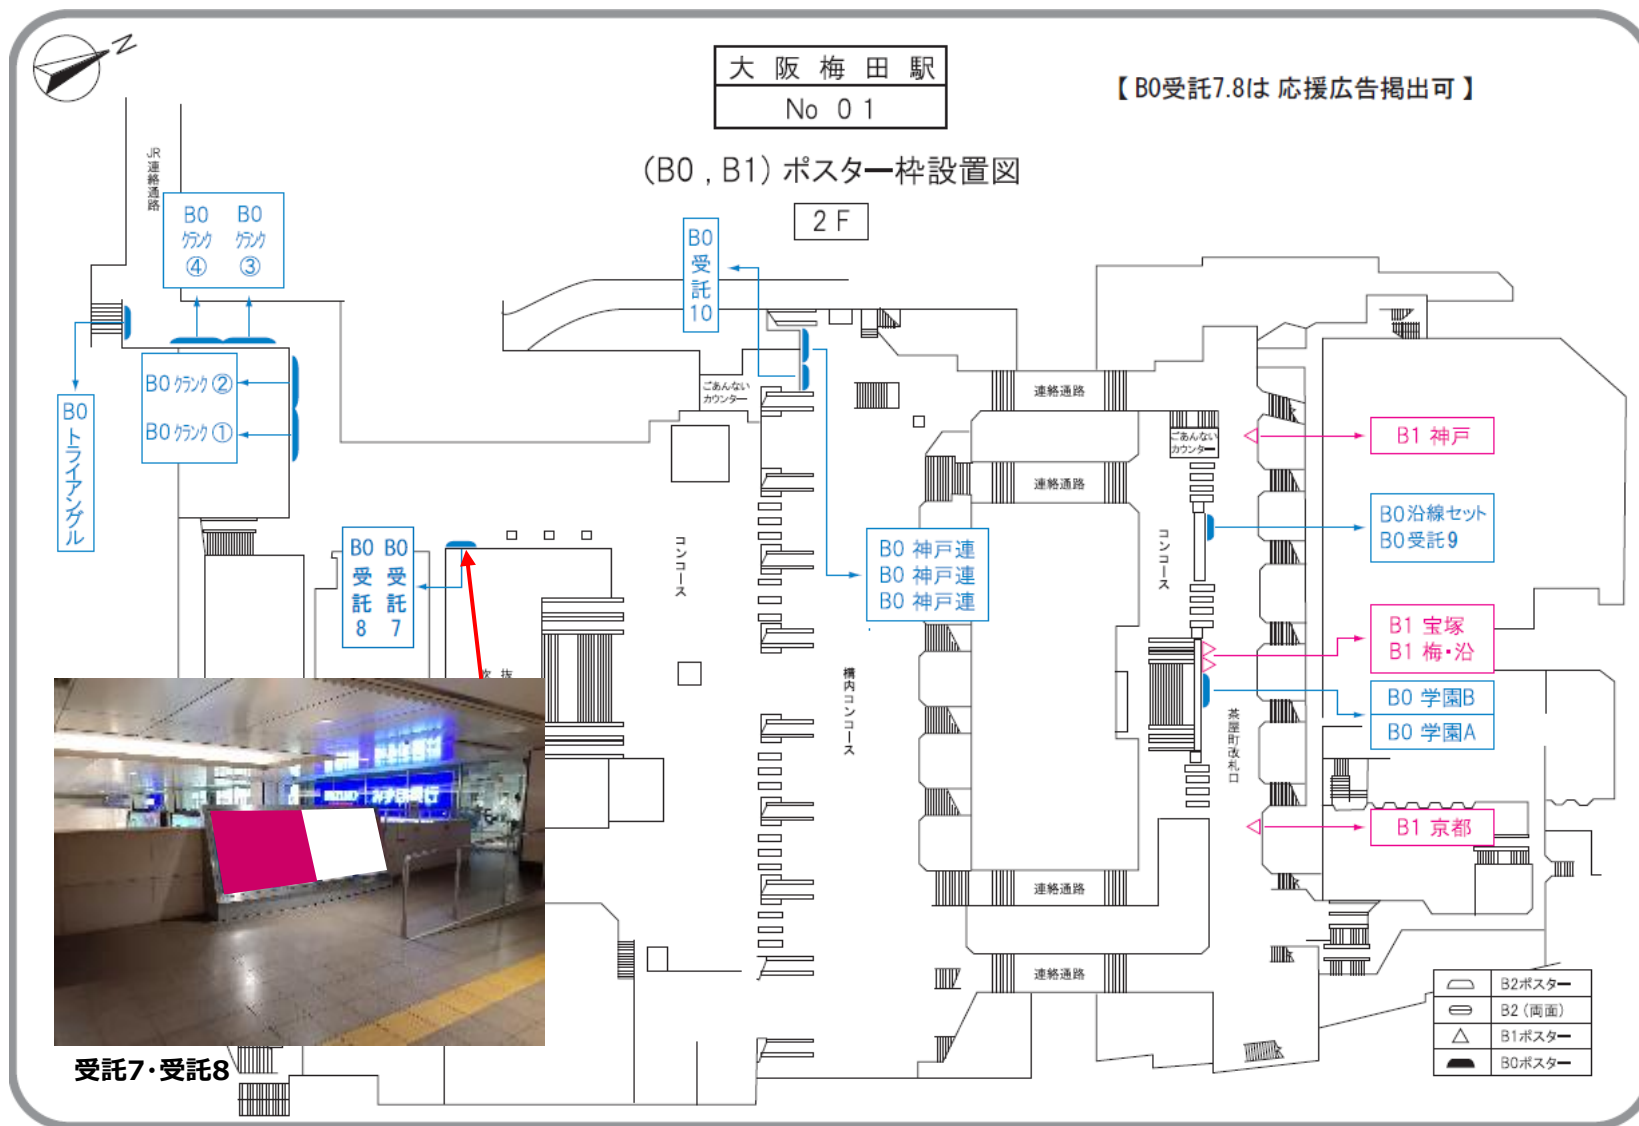 N
大阪梅田駅
No 01
【 B0受託7.8は 応援広告掲出可 】
(B0 , B1) ポスター枠設置図
2F
JR連絡通路
B0 クランク ④
B0 クランク ③
B0 クランク ②
B0 クランク ①
B0 トライアングル
B0 受託 10
ごあんない
カウンター
連絡通路
ごあんない
カウンター
連絡通路
B1 神戸
B0 沿線セット
B0 受託 9
B0 受託 8
B0 受託 7
コンコース
コンコース
B0 神戸連
B0 神戸連
B0 神戸連
B1 宝塚
B1 梅・沿
構内コンコース
茶屋町改札口
B0 学園B
B0 学園A
B1 京都
みずほ銀行
連絡通路
連絡通路
B2ポスター
B2 (両面)
B1ポスター
B0ポスター
受託7・受託8